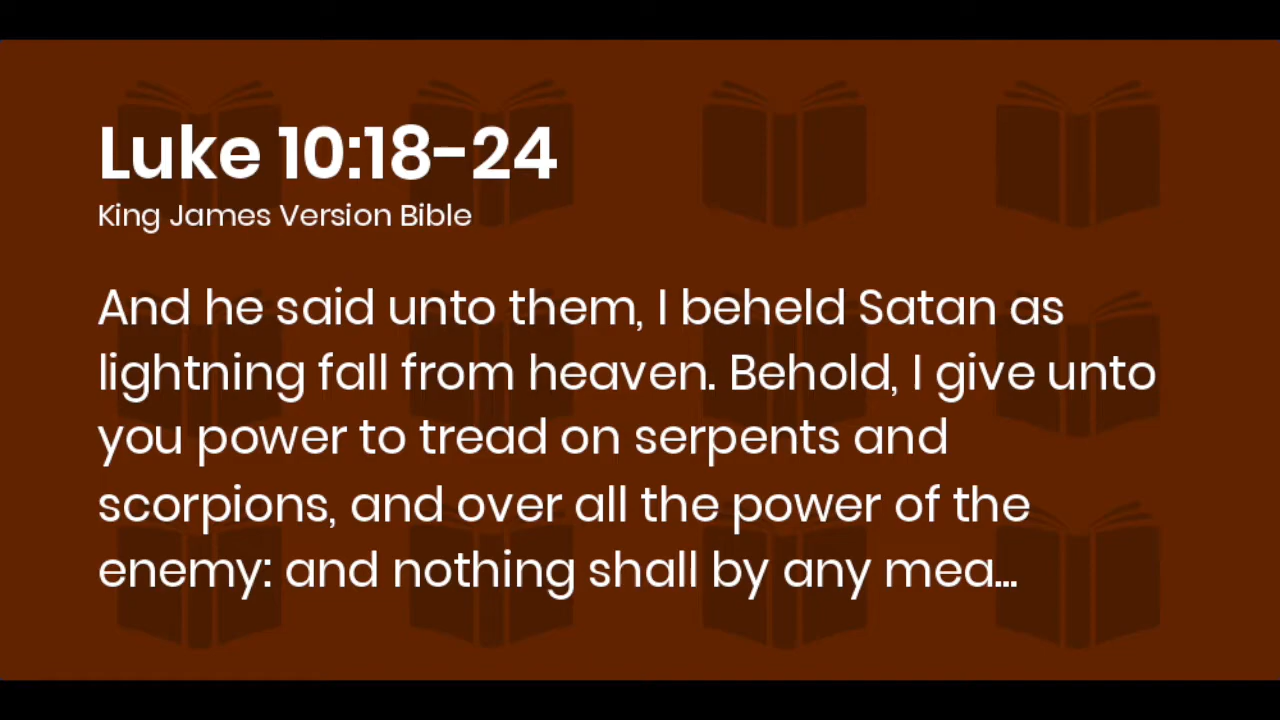 Luke 10:18-24
King James Version Bible
And he said unto them, I beheld Satan as
lightning fall from heaven. Behold, I give unto
you power to tread on serpents and
scorpions, and over all the power of the
enemy: and nothing shall by any mea...